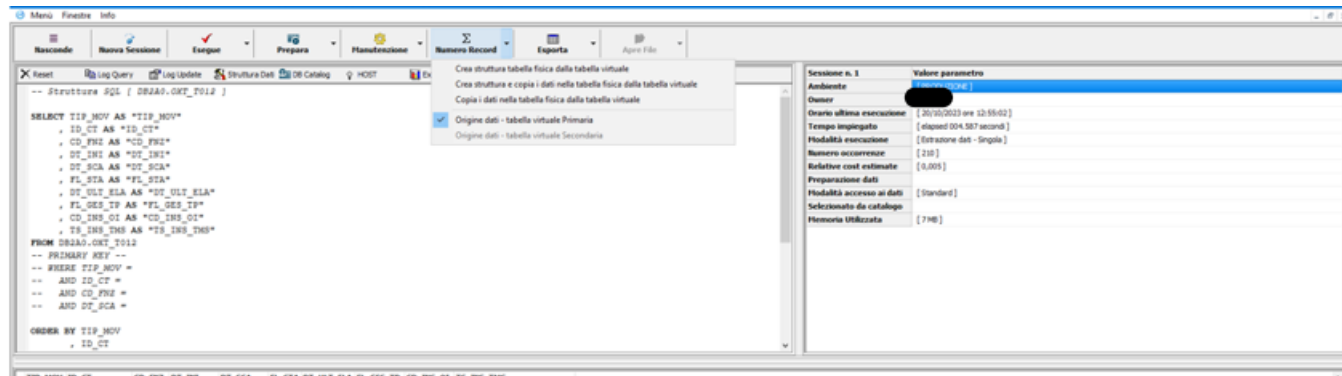 Menù Finestre Info
Nasconde Nuova Sessione Esegue Prepara Manutenzione Numero Record Esporta Apre File
Reset Log Query Log Update Struttura Dati DB Catalog HOST
Crea struttura tabella fisica dalla tabella virtuale
Crea struttura e copia i dati nella tabella fisica dalla tabella virtuale
Copia i dati nella tabella fisica dalla tabella virtuale
Origine dati - tabella virtuale Primaria
Origine dati - tabella virtuale Secondaria
-- Struttura SQL [ DB2A0.OXT_T012 ]
SELECT TIP_MOV AS "TIP_MOV"
, ID_CT AS "ID_CT"
, CD_FNZ AS "CD_FNZ"
, DT_INI AS "DT_INI"
, DT_SCA AS "DT_SCA"
, FL_STA AS "FL_STA"
, DT_ULT_ELA AS "DT_ULT_ELA"
, FL_GES_TP AS "FL_GES_TP"
, CD_INS_OI AS "CD_INS_OI"
, TS_INS_TMS AS "TS_INS_TMS"
FROM DB2A0.OXT_T012
-- PRIMARY KEY --
-- WHERE TIP_MOV =
-- AND ID_CT =
-- AND CD_FNZ =
-- AND DT_SCA =
ORDER BY TIP_MOV
, ID_CT
Sessione n. 1 Valore parametro
Ambiente [ PRODUZIONE ]
Owner
Orario ultima esecuzione [ 20/10/2023 ore 12:55:02 ]
Tempo impiegato [ elapsed 004.587 secondi ]
Modalità esecuzione [ Estrazione dati - Singola ]
Numero occorrenze [ 210 ]
Relative cost estimate [ 0,005 ]
Preparazione dati
Modalità accesso ai dati [ Standard ]
Selezionato da catalogo
Memoria Utilizzata [ 7 MB ]